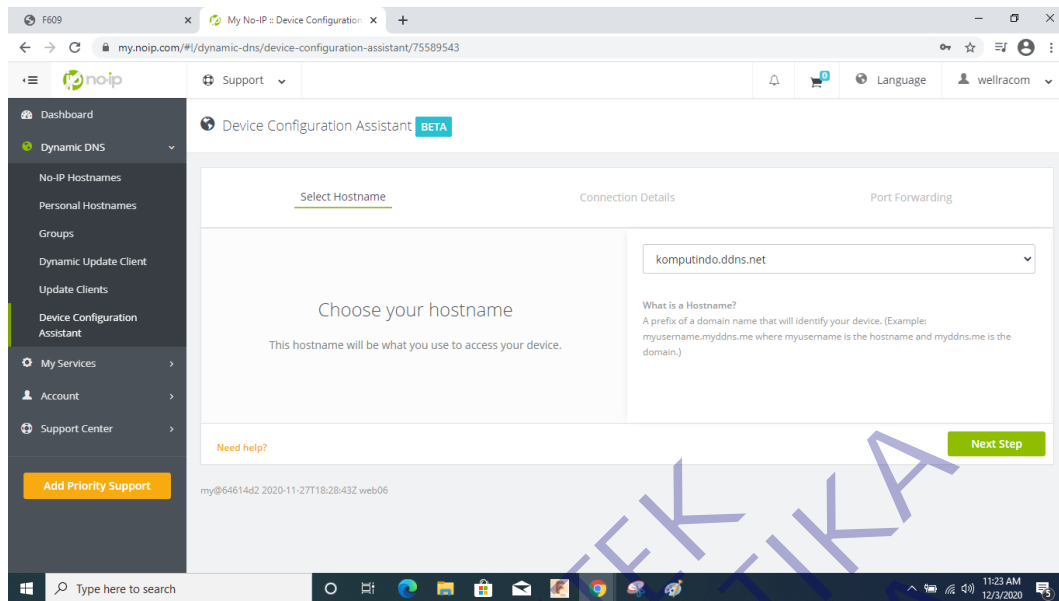 F609
My No-IP :: Device Configuration
my.noip.com/#!/dynamic-dns/device-configuration-assistant/75589543
no-ip
Support
0
Language
wellracom
Dashboard
Dynamic DNS
No-IP Hostnames
Personal Hostnames
Groups
Dynamic Update Client
Update Clients
Device Configuration
Assistant
My Services
Account
Support Center
Add Priority Support
Device Configuration Assistant BETA
Select Hostname
Connection Details
Port Forwarding
Choose your hostname
This hostname will be what you use to access your device.
komputindo.ddns.net
What is a Hostname?
A prefix of a domain name that will identify your device. (Example:
myusername.myddns.me where myusername is the hostname and myddns.me is the
domain.)
Need help?
Next Step
my@64614d2 2020-11-27T18:28:43Z web06
TEK
TIKA
Type here to search
11:23 AM
12/3/2020
5